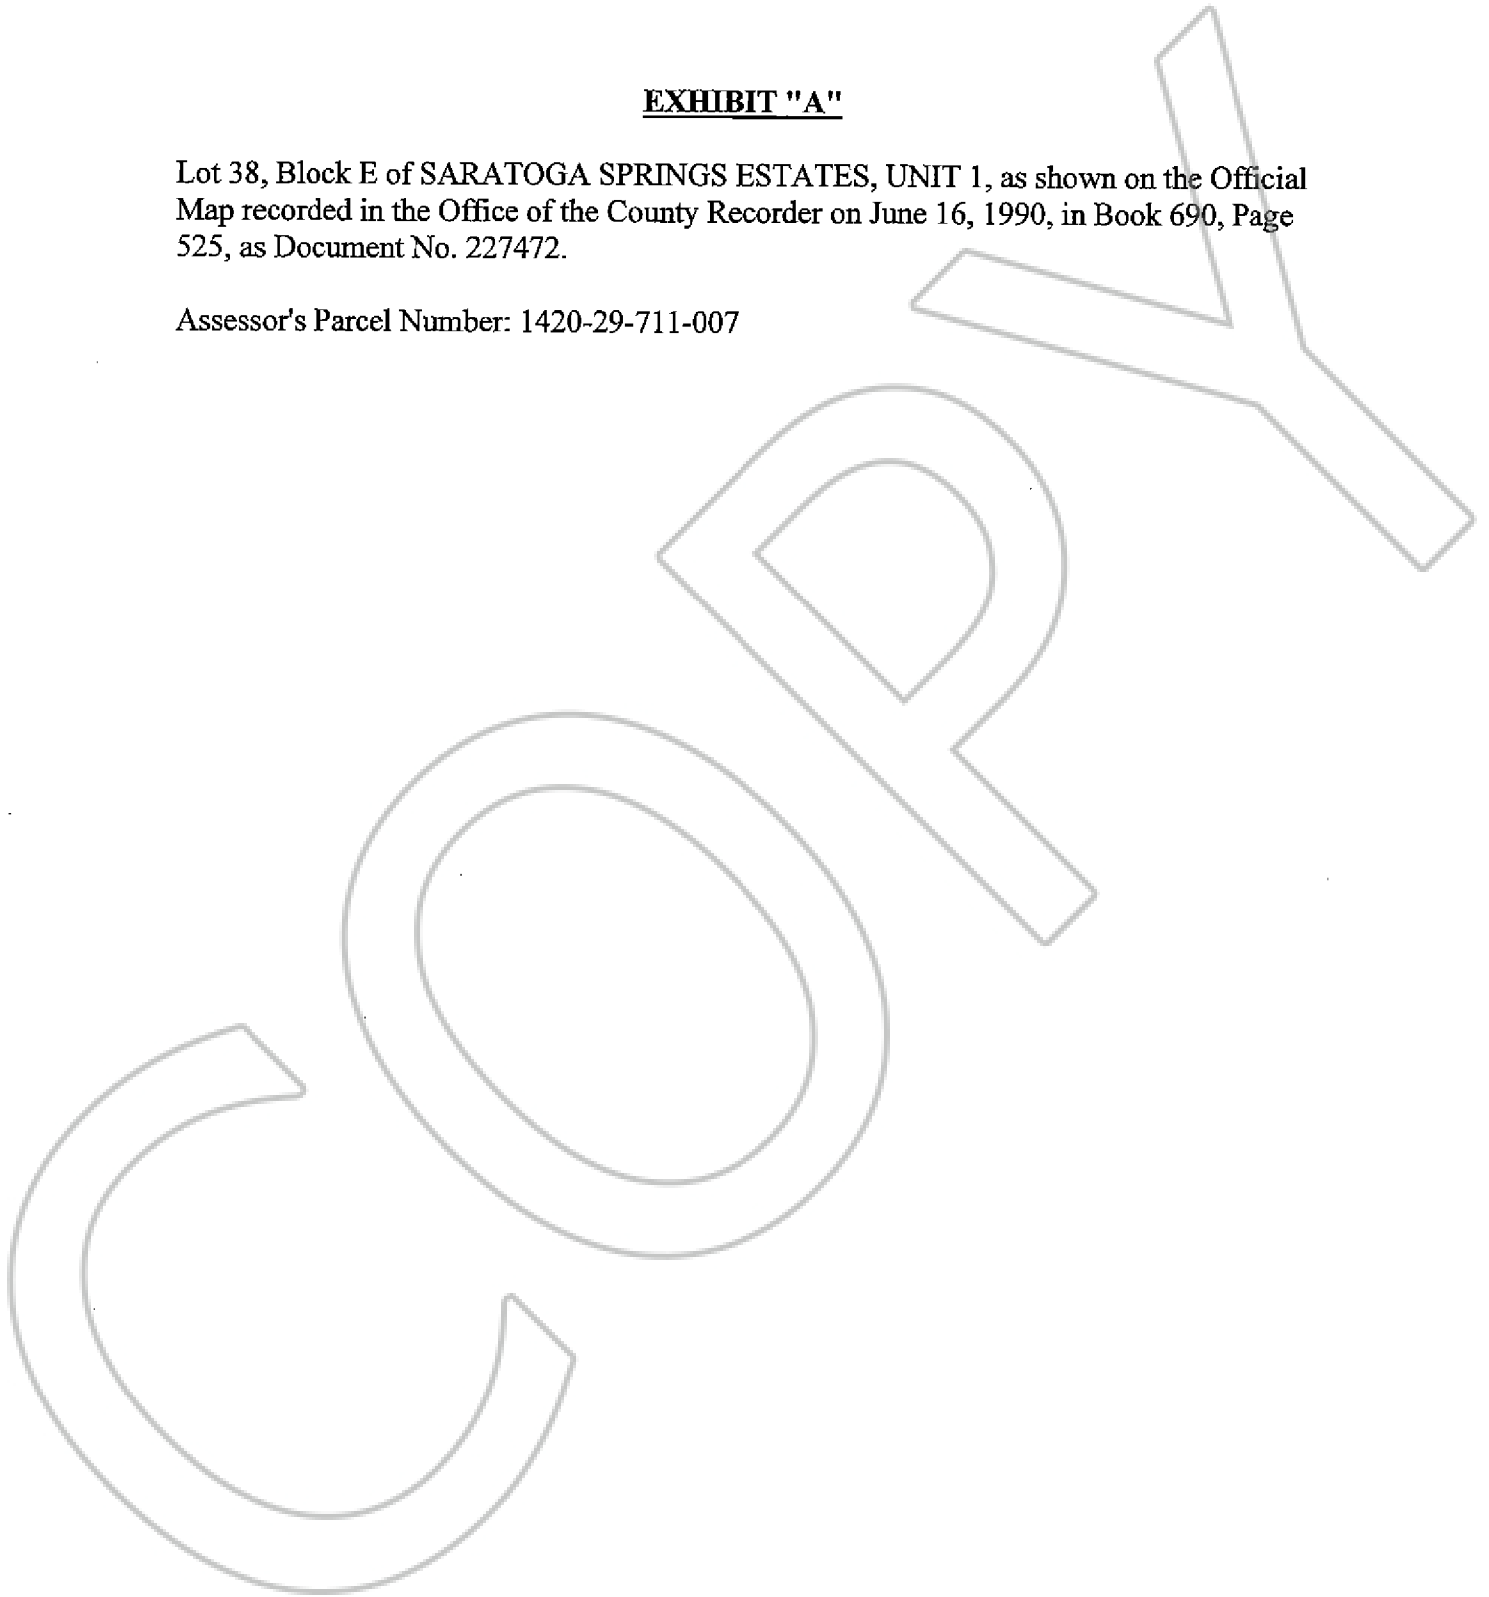 EXHIBIT "A"
Lot 38, Block E of SARATOGA SPRINGS ESTATES, UNIT 1, as shown on the Official
Map recorded in the Office of the County Recorder on June 16, 1990, in Book 690, Page
525, as Document No. 227472.
Assessor's Parcel Number: 1420-29-711-007
COPY